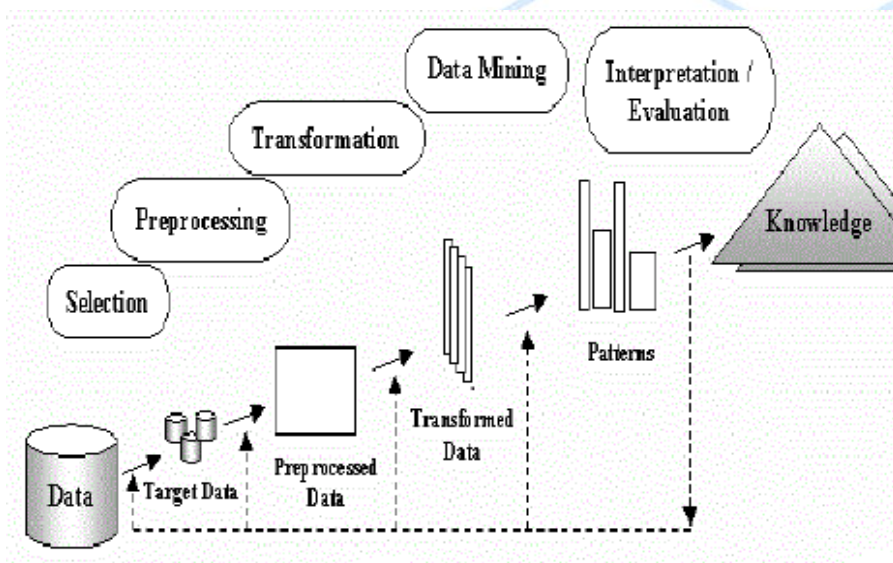 Data Mining
Interpretation /
Evaluation
Transformation
Preprocessing
Selection
Knowledge
Patterns
Transformed
Data
Preprocessed
Data
Target Data
Data